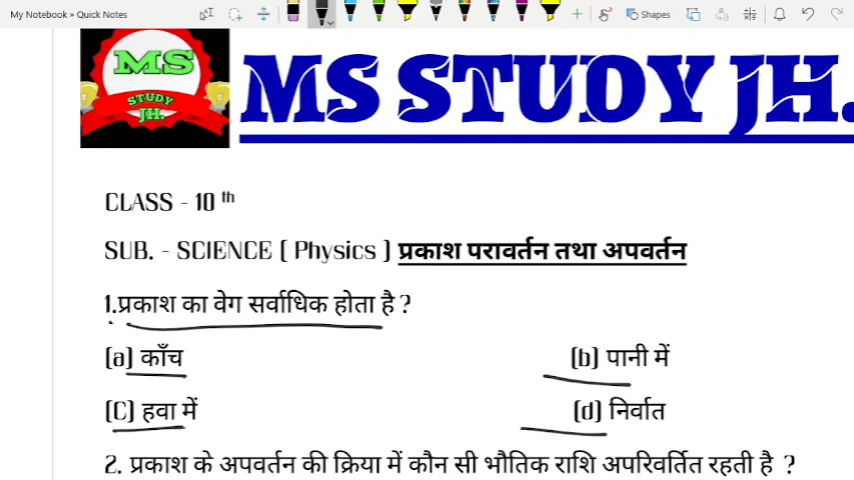 My Notebook » Quick Notes
Shapes
MS
STUDY
JH.
MS STUDY JH.
CLASS - 10 th
SUB. - SCIENCE [ Physics ] प्रकाश परावर्तन तथा अपवर्तन
1.प्रकाश का वेग सर्वाधिक होता है ?
[a] काँच [b] पानी में
[C] हवा में [d] निर्वात
2. प्रकाश के अपवर्तन की क्रिया में कौन सी भौतिक राशि अपरिवर्तित रहती है ?